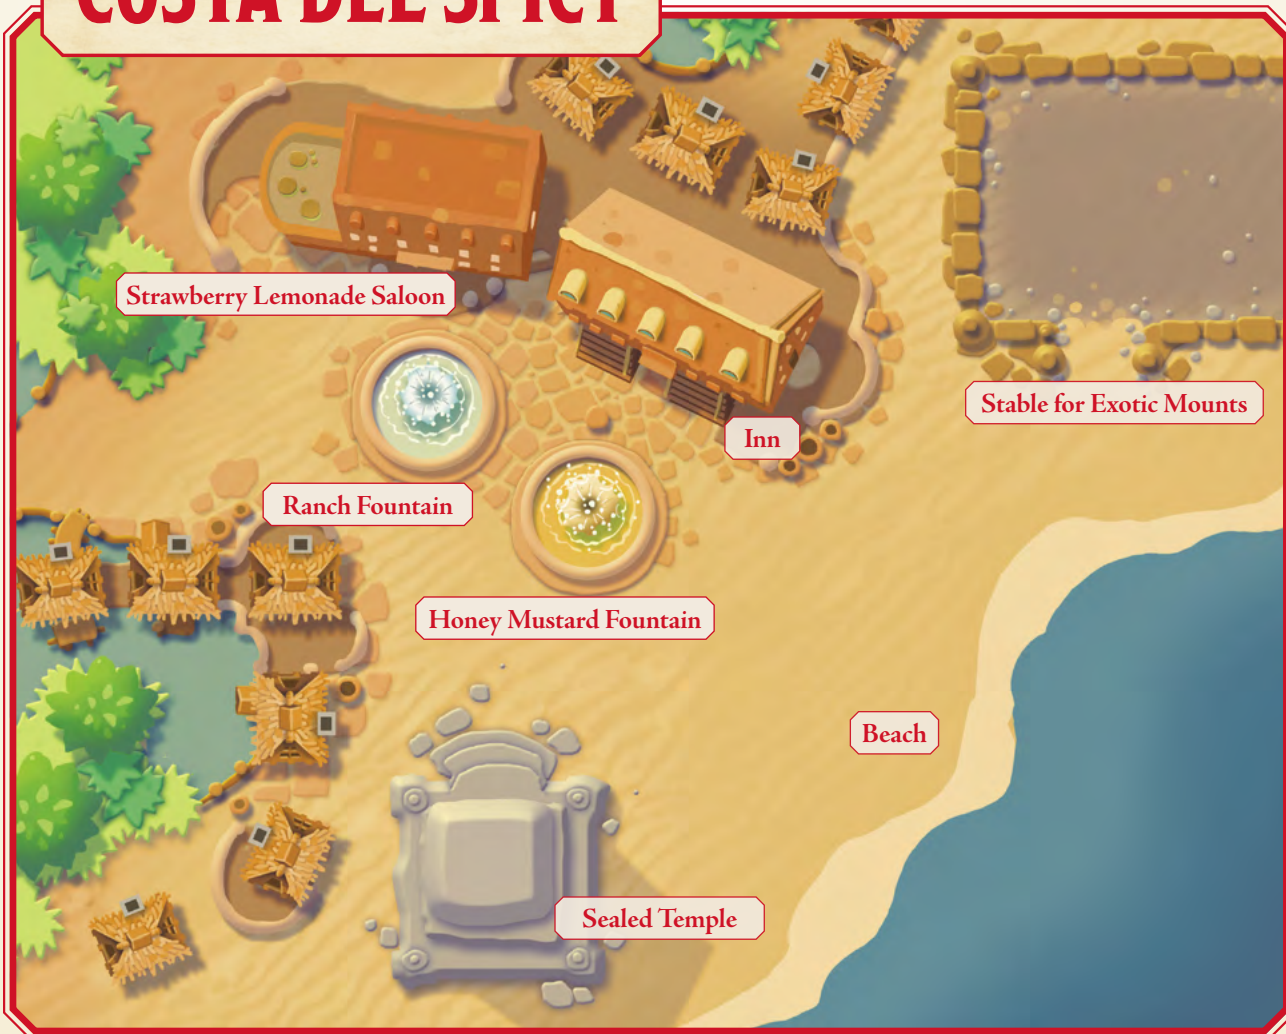 COSTA DEL SPICY
Strawberry Lemonade Saloon
Stable for Exotic Mounts
Inn
Ranch Fountain
Honey Mustard Fountain
Beach
Sealed Temple